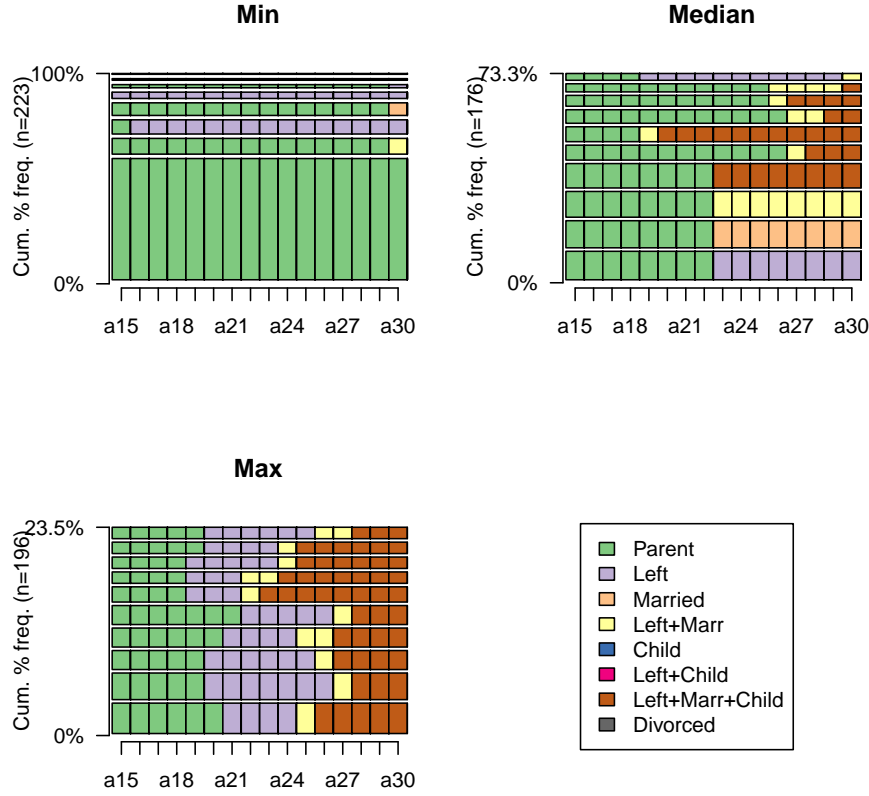 Min
Cum. % freq. (n=223)
100%
0%
a15 a18 a21 a24 a27 a30
Median
Cum. % freq. (n=176)
73.3%
0%
a15 a18 a21 a24 a27 a30
Max
Cum. % freq. (n=196)
23.5%
0%
a15 a18 a21 a24 a27 a30
Parent
Left
Married
Left+Marr
Child
Left+Child
Left+Marr+Child
Divorced